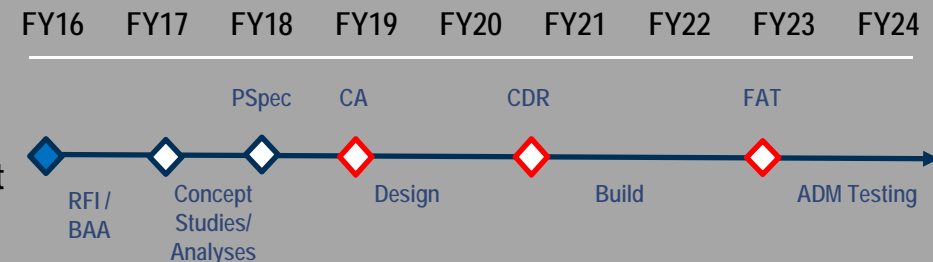 FY16 FY17 FY18 FY19 FY20 FY21 FY22 FY23 FY24
PSpec CA CDR FAT
t
RFI /
BAA
Concept
Studies/
Analyses
Design
Build
ADM Testing